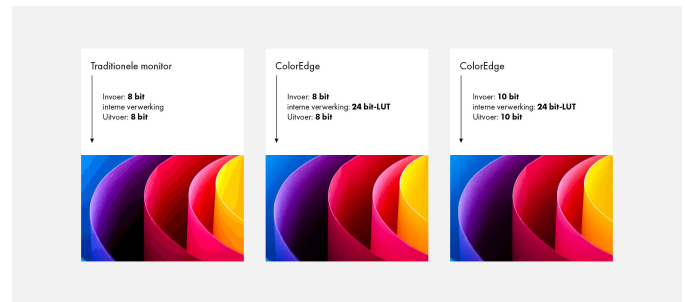 Traditionele monitor
Invoer: 8 bit
interne verwerking
Uitvoer: 8 bit
ColorEdge
Invoer: 8 bit
interne verwerking: 24 bit-LUT
Uitvoer: 8 bit
ColorEdge
Invoer: 10 bit
interne verwerking: 24 bit-LUT
Uitvoer: 10 bit